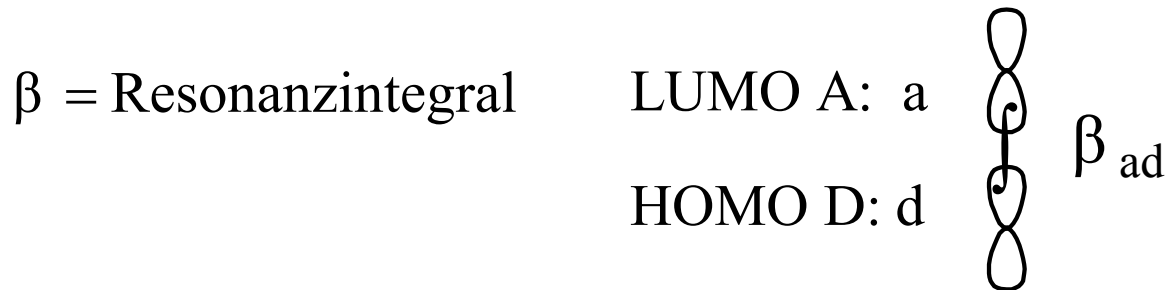 β = Resonanzintegral
LUMO A: a
HOMO D: d
∫
β ad